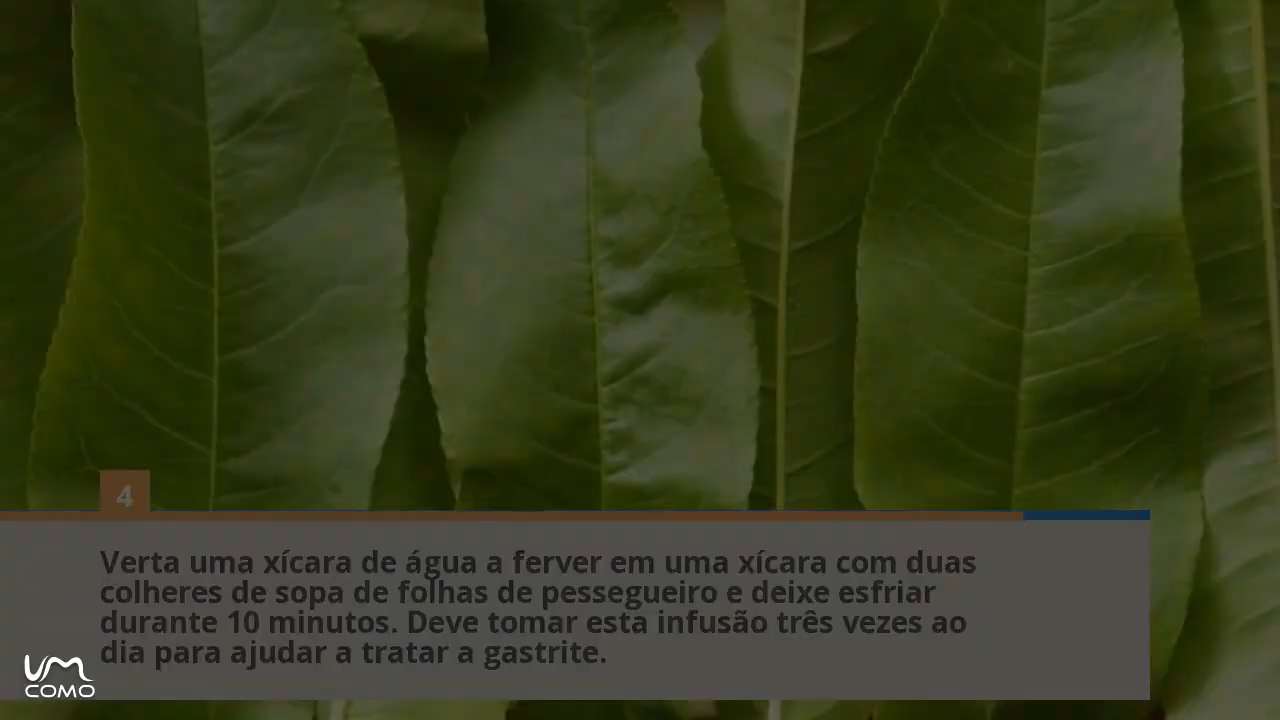 4
Verta uma xícara de água a ferver em uma xícara com duas
colheres de sopa de folhas de pessegueiro e deixe esfriar
durante 10 minutos. Deve tomar esta infusão três vezes ao
dia para ajudar a tratar a gastrite.
UM
COMO